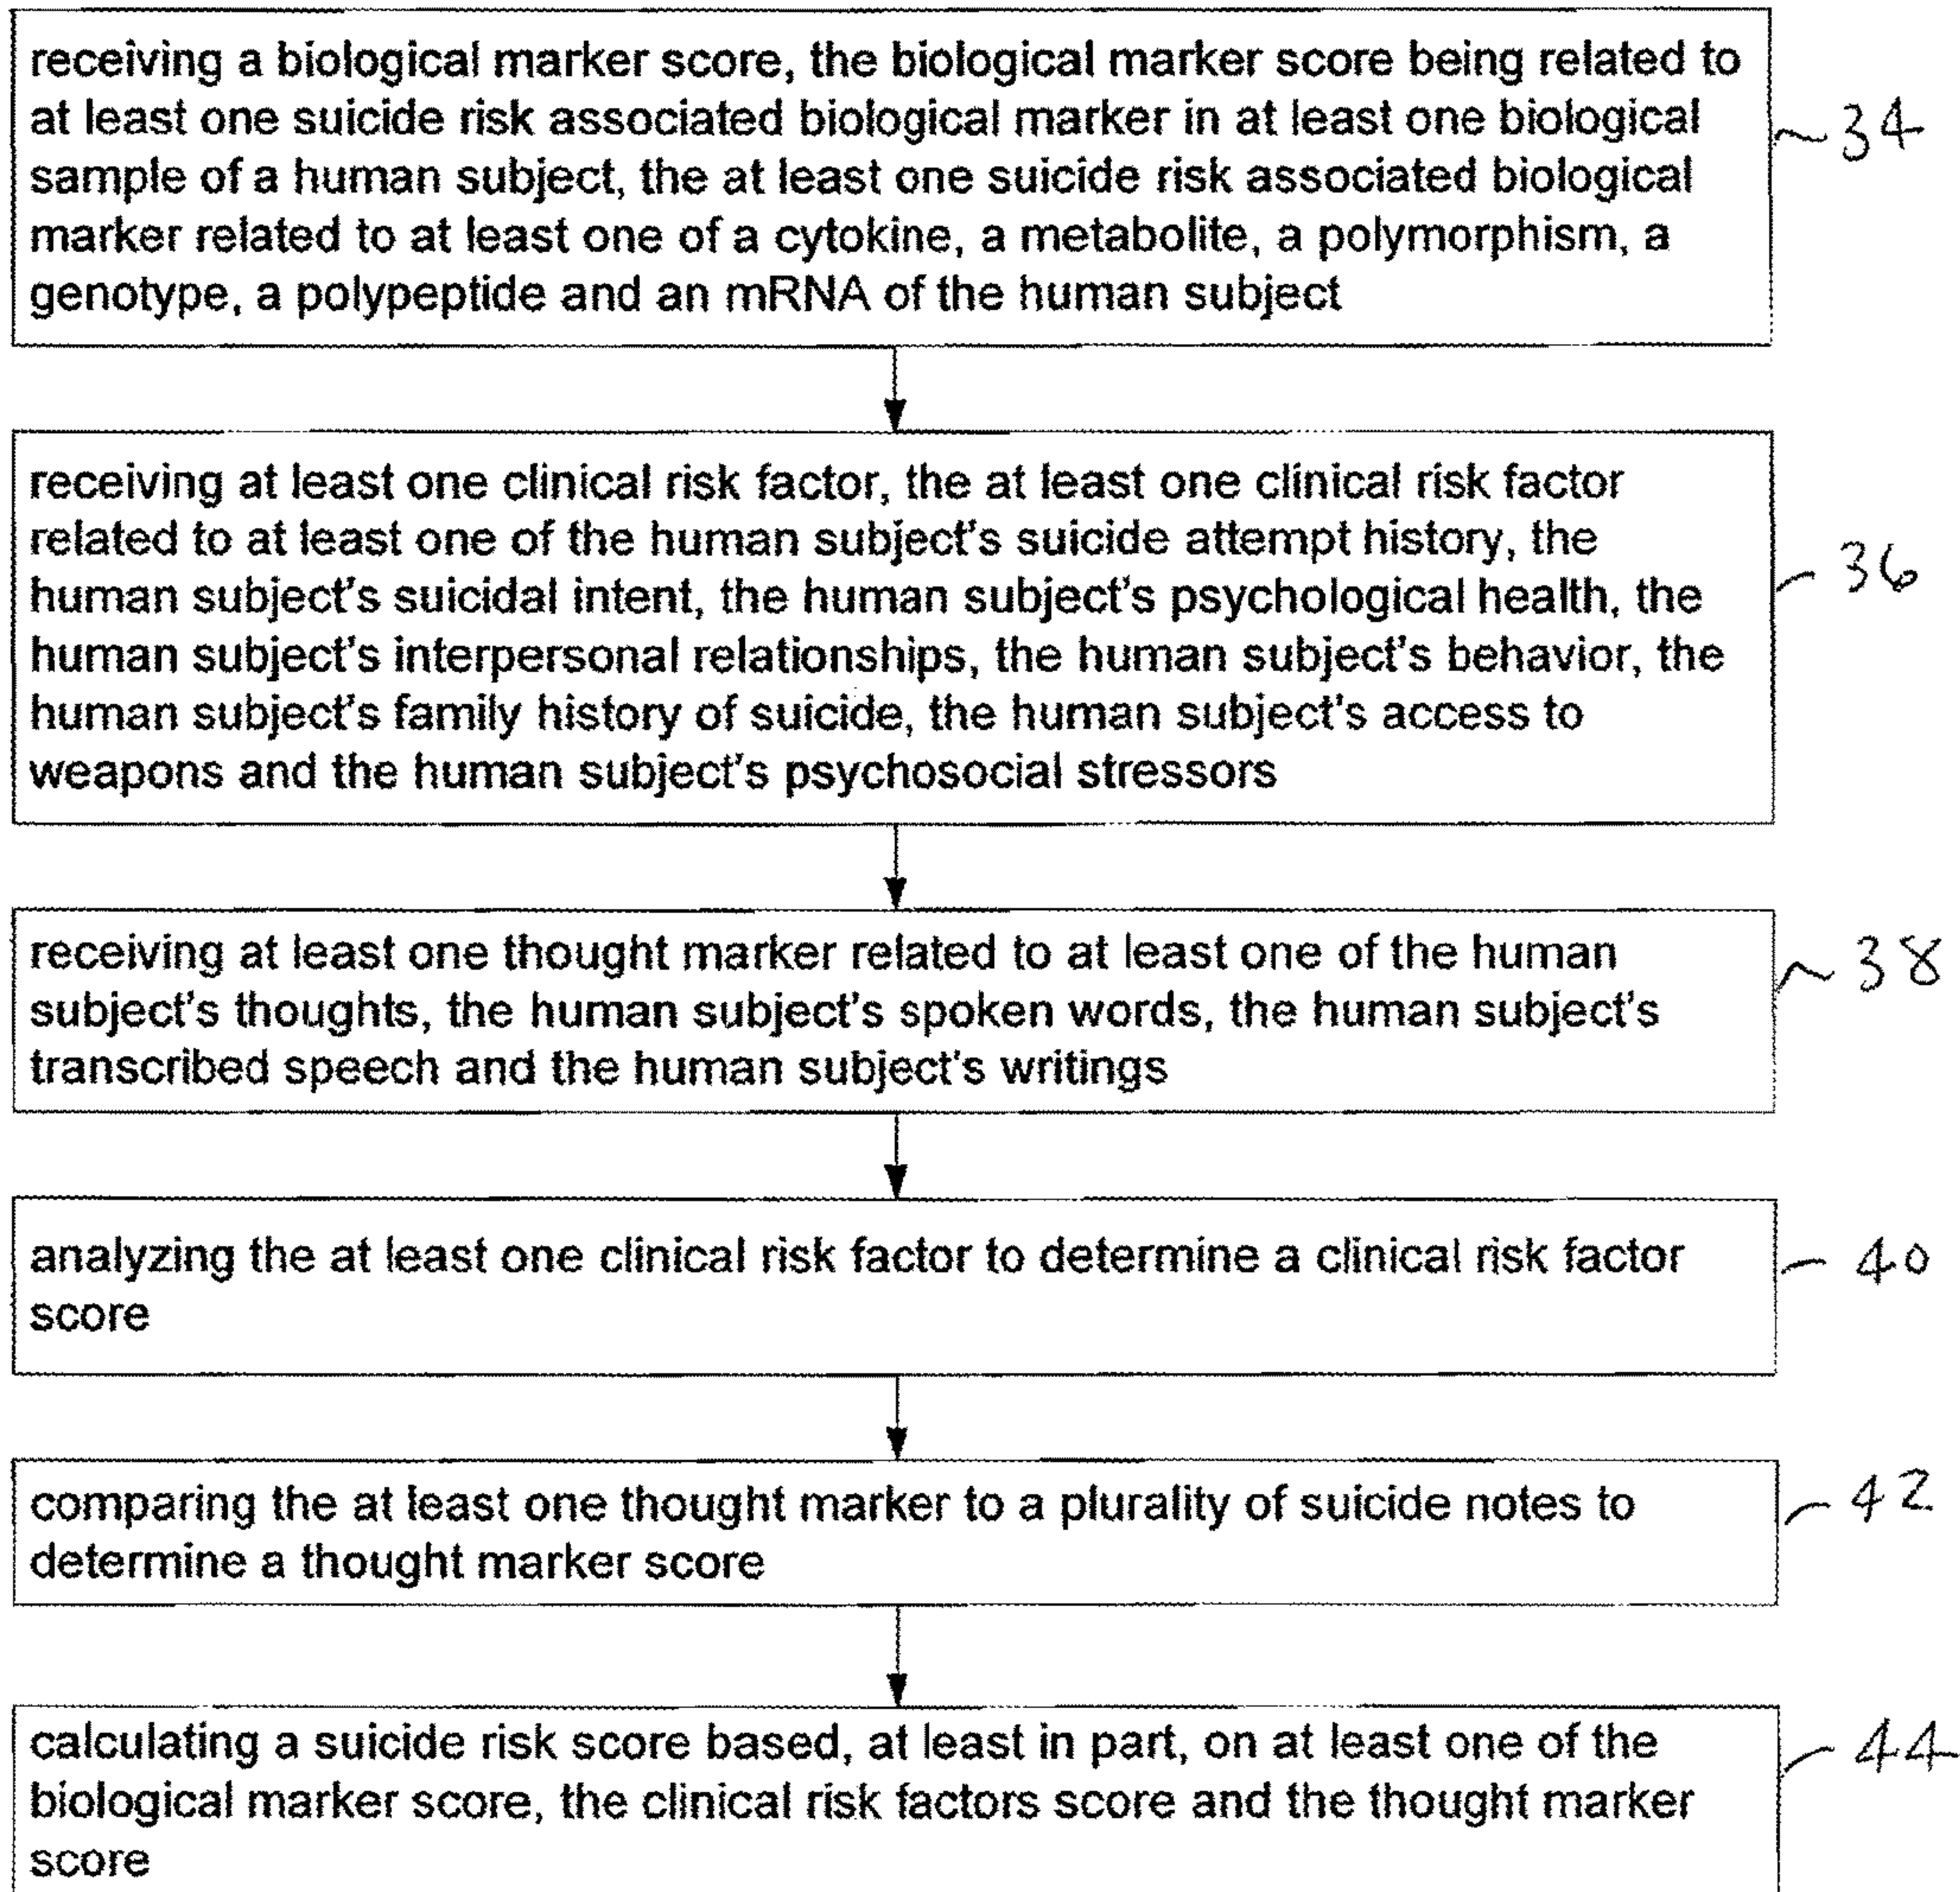 receiving a biological marker score, the biological marker score being related to
at least one suicide risk associated biological marker in at least one biological
sample of a human subject, the at least one suicide risk associated biological
marker related to at least one of a cytokine, a metabolite, a polymorphism, a
genotype, a polypeptide and an mRNA of the human subject
34
receiving at least one clinical risk factor, the at least one clinical risk factor
related to at least one of the human subject's suicide attempt history, the
human subject's suicidal intent, the human subject's psychological health, the
human subject's interpersonal relationships, the human subject's behavior, the
human subject's family history of suicide, the human subject's access to
weapons and the human subject's psychosocial stressors
36
receiving at least one thought marker related to at least one of the human
subject's thoughts, the human subject's spoken words, the human subject's
transcribed speech and the human subject's writings
38
analyzing the at least one clinical risk factor to determine a clinical risk factor
score
40
comparing the at least one thought marker to a plurality of suicide notes to
determine a thought marker score
42
calculating a suicide risk score based, at least in part, on at least one of the
biological marker score, the clinical risk factors score and the thought marker
score
44